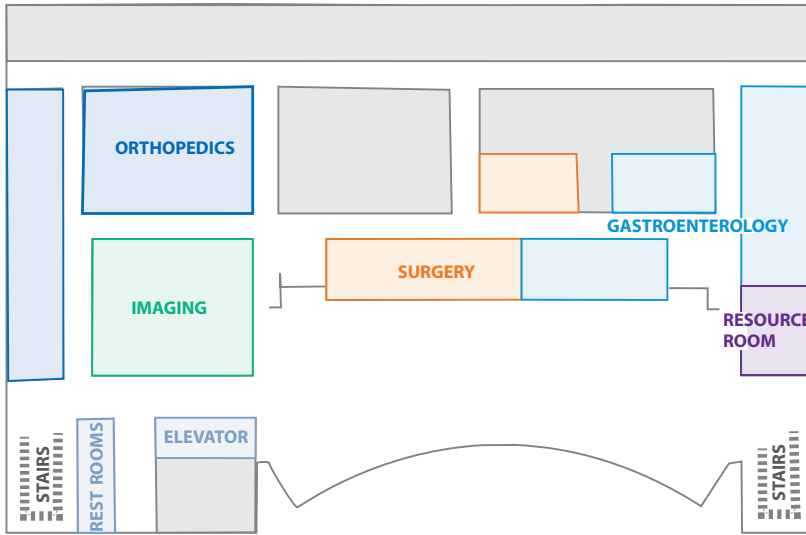 ORTHOPEDICS
GASTROENTEROLOGY
SURGERY
IMAGING
RESOURCE
ROOM
REST ROOMS
ELEVATOR
STAIRS
STAIRS